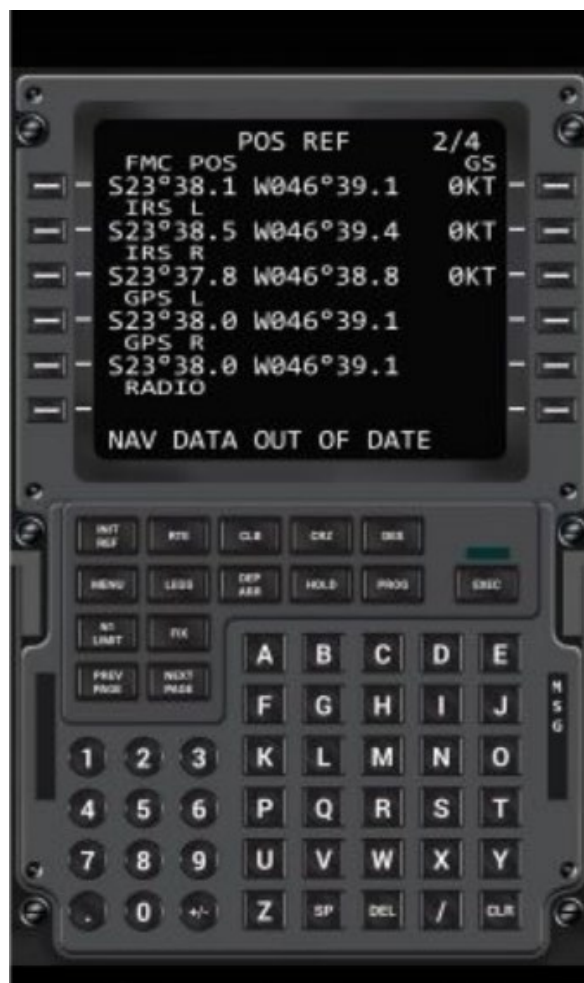 POS REF 2/4
FMC POS GS
S23°38.1 W046°39.1 0KT
IRS L
S23°38.5 W046°39.4 0KT
IRS R
S23°37.8 W046°38.8 0KT
GPS L
S23°38.0 W046°39.1
GPS R
S23°38.0 W046°39.1
RADIO
NAV DATA OUT OF DATE
INIT REF
RTE
CLB
CRZ
DES
MENU
LEGS
DEP ARR
HOLD
PROG
EXEC
N1 LIMIT
FIX
PREV PAGE
NEXT PAGE
A B C D E
F G H I J
K L M N O
P Q R S T
U V W X Y
Z SP DEL / CLR
1 2 3
4 5 6
7 8 9
. 0 +/-
MSG